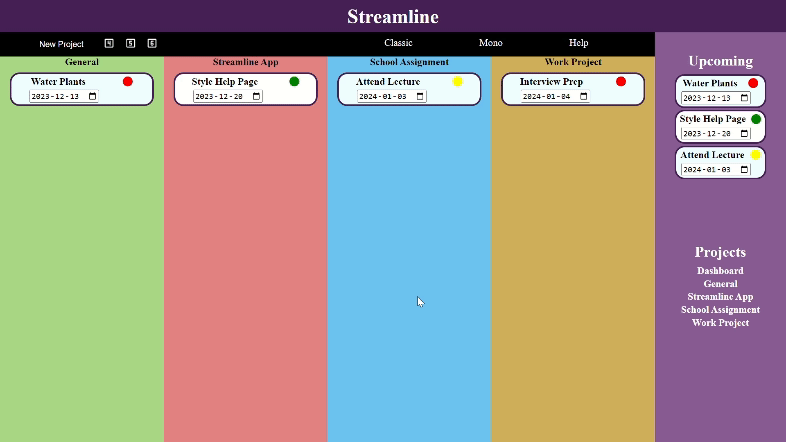 Streamline
New Project 4 5 6 Classic Mono Help
General Streamline App School Assignment Work Project
Water Plants Style Help Page Attend Lecture Interview Prep
2023-12-13 2023-12-20 2024-01-03 2024-01-04
Upcoming
Water Plants
2023-12-13
Style Help Page
2023-12-20
Attend Lecture
2024-01-03
Projects
Dashboard
General
Streamline App
School Assignment
Work Project